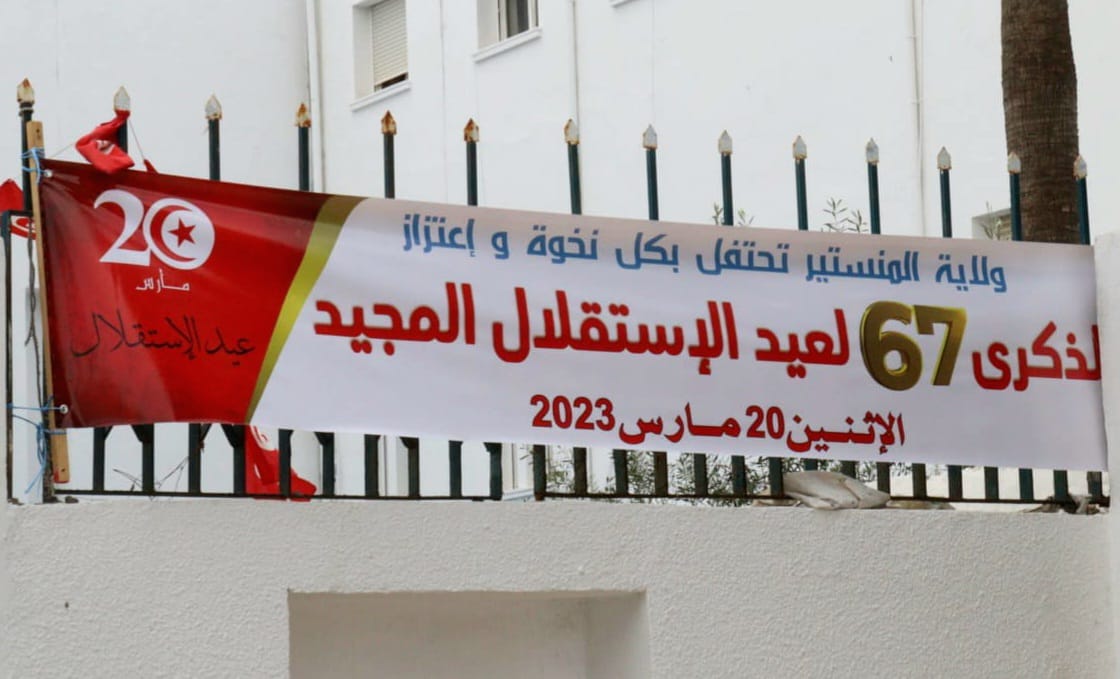 ولاية المنستير تحتفل بكل نخوة و إعتزاز
لذكرى 67 لعيد الإستقلال المجيد
الإثنين 20 مارس 2023
20
مارس
عيد الإستقلال